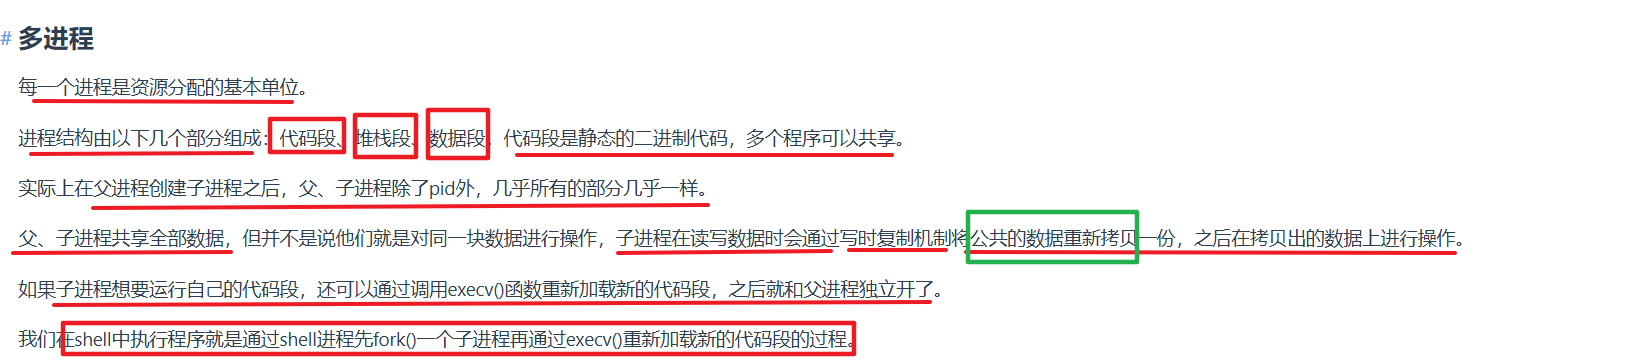 # 多进程
每一个进程是资源分配的基本单位。
进程结构由以下几个部分组成：代码段、堆栈段、数据段。代码段是静态的二进制代码，多个程序可以共享。
实际上在父进程创建子进程之后，父、子进程除了pid外，几乎所有的部分几乎一样。
父、子进程共享全部数据，但并不是说他们就是对同一块数据进行操作，子进程在读写数据时会通过写时复制机制将公共的数据重新拷贝一份，之后在拷贝出的数据上进行操作。
如果子进程想要运行自己的代码段，还可以通过调用execv()函数重新加载新的代码段，之后就和父进程独立开了。
我们在shell中执行程序就是通过shell进程先fork()一个子进程再通过execv()重新加载新的代码段的过程。